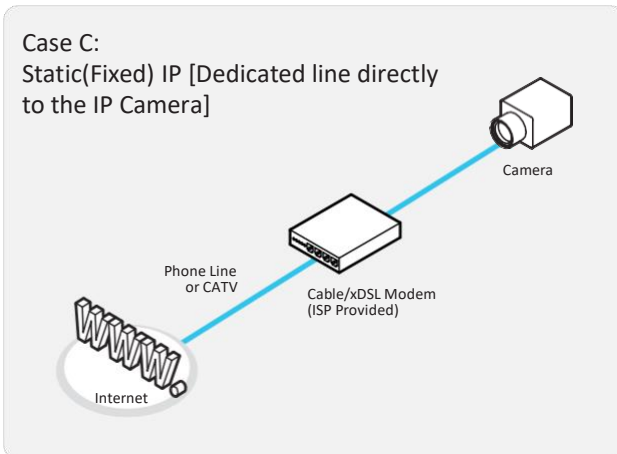 Case C:
Static(Fixed) IP [Dedicated line directly
to the IP Camera]
Camera
Phone Line
or CATV
Cable/xDSL Modem
(ISP Provided)
WWW.
Internet